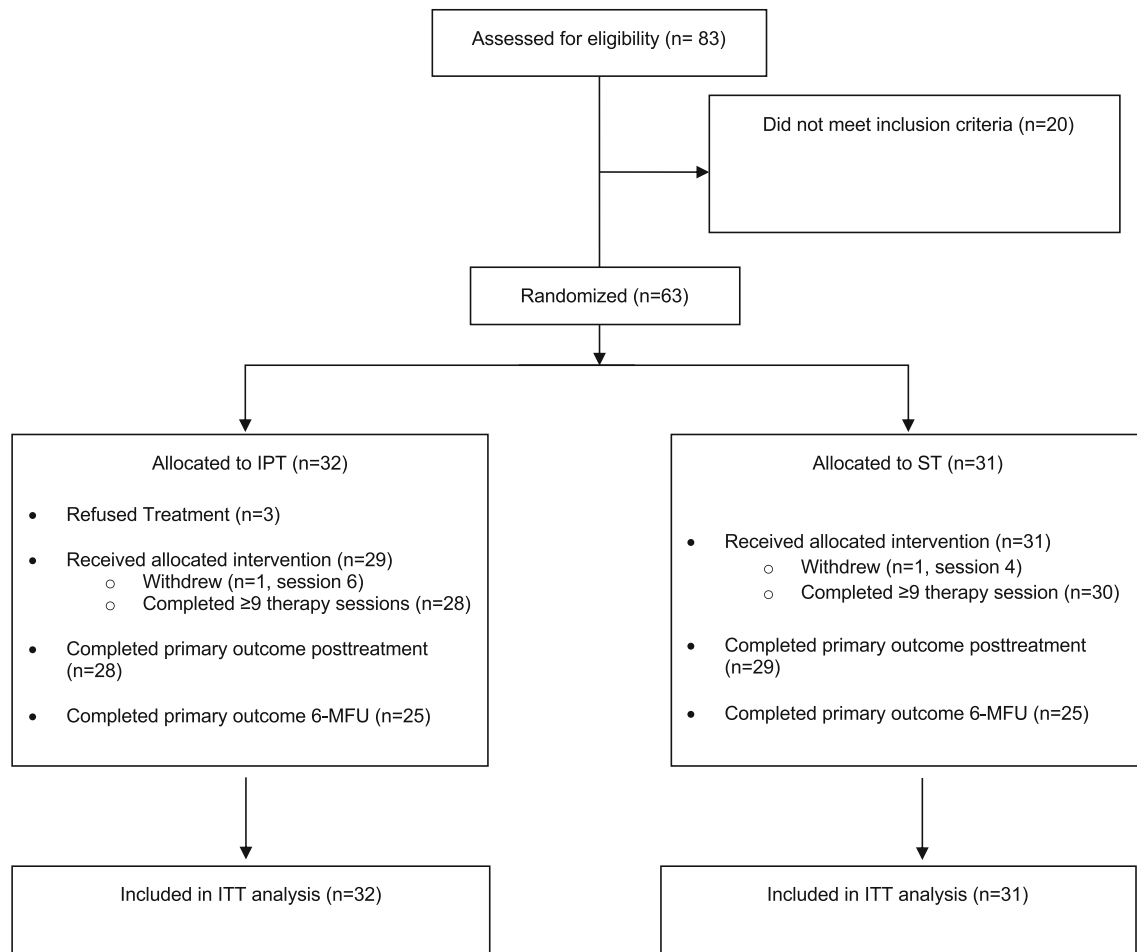 Assessed for eligibility (n= 83)
Did not meet inclusion criteria (n=20)
Randomized (n=63)
Allocated to IPT (n=32)
• Refused Treatment (n=3)
• Received allocated intervention (n=29)
o Withdrew (n=1, session 6)
o Completed ≥9 therapy sessions (n=28)
• Completed primary outcome posttreatment
(n=28)
• Completed primary outcome 6-MFU (n=25)
Allocated to ST (n=31)
• Received allocated intervention (n=31)
o Withdrew (n=1, session 4)
o Completed ≥9 therapy session (n=30)
• Completed primary outcome posttreatment
(n=29)
• Completed primary outcome 6-MFU (n=25)
Included in ITT analysis (n=32)
Included in ITT analysis (n=31)